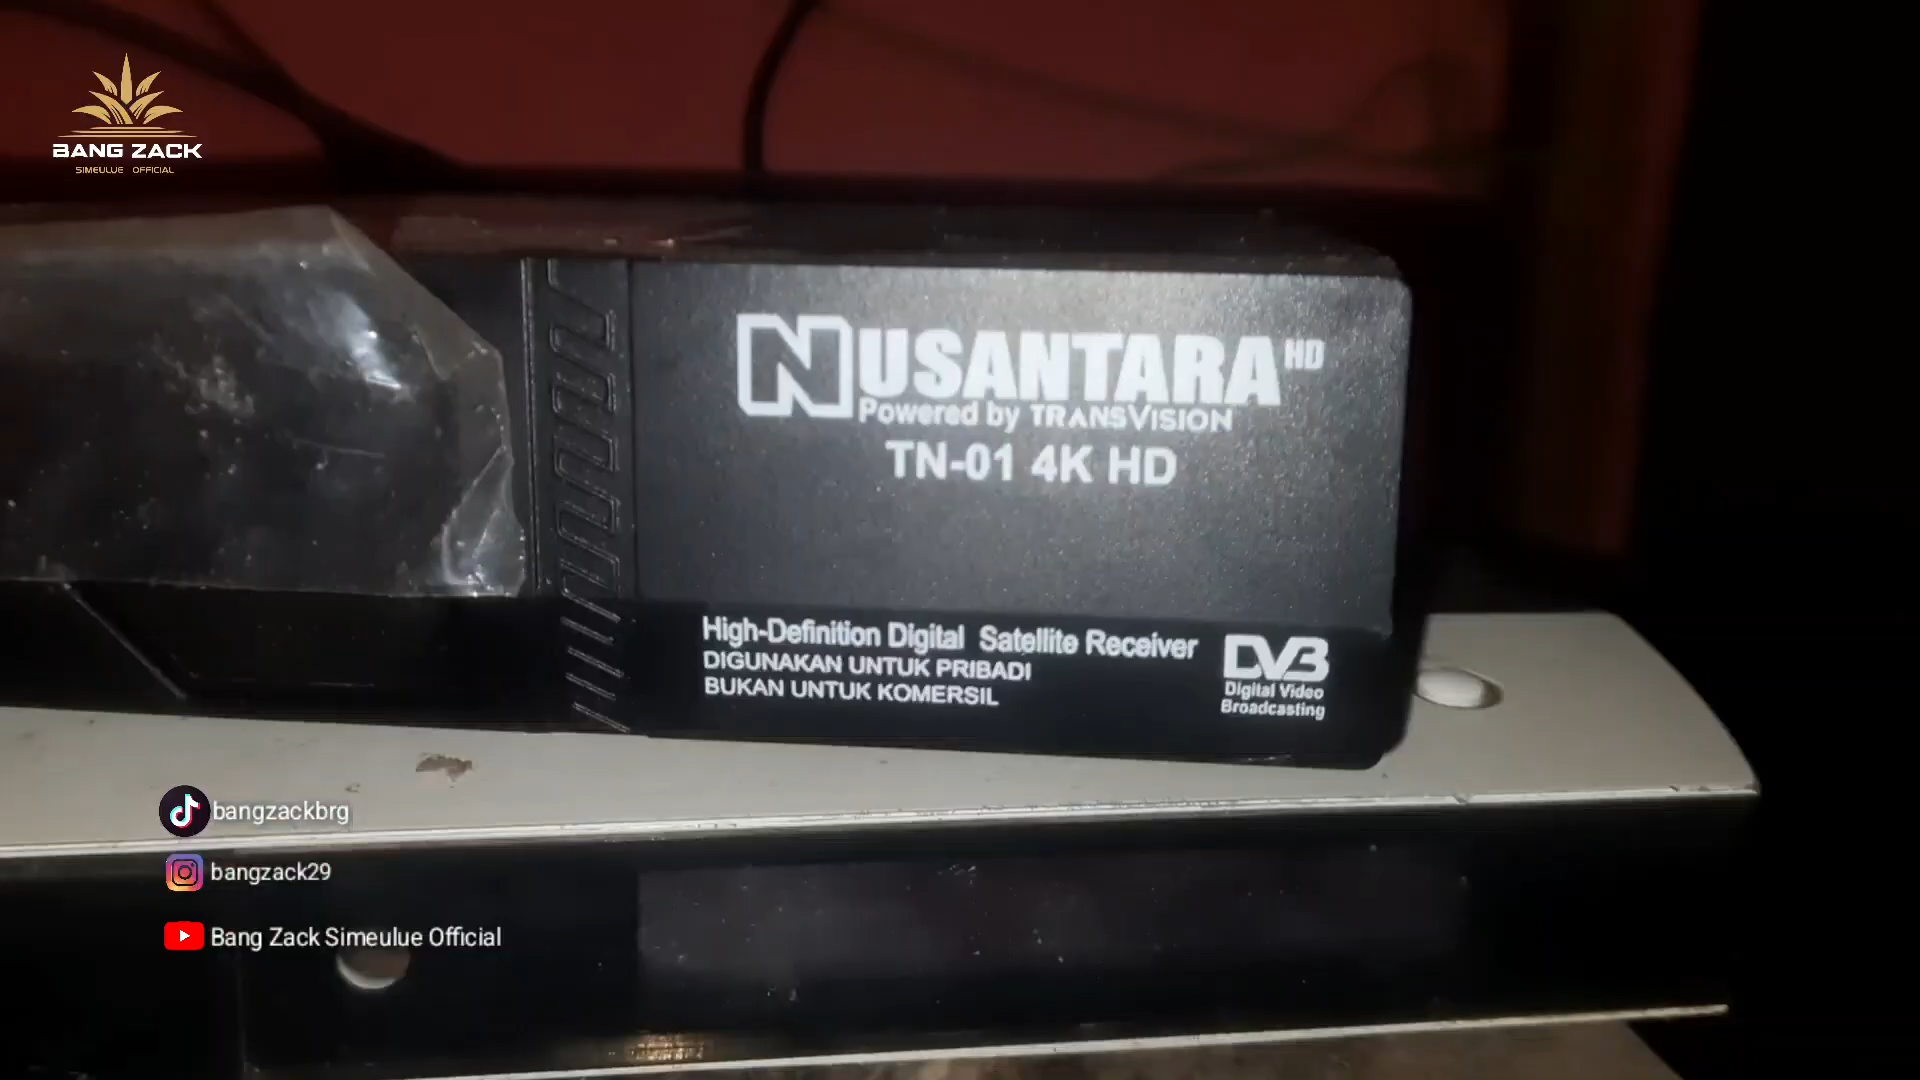 BANG ZACK
SIMEULUE OFFICIAL
NUSANTARA HD
Powered by TRANSVISION
TN-01 4K HD
High-Definition Digital Satellite Receiver
DIGUNAKAN UNTUK PRIBADI
BUKAN UNTUK KOMERSIL
DVB
Digital Video
Broadcasting
bangzackbrg
bangzack29
Bang Zack Simeulue Official